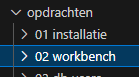 opdrachten
01 installatie
02 workbench